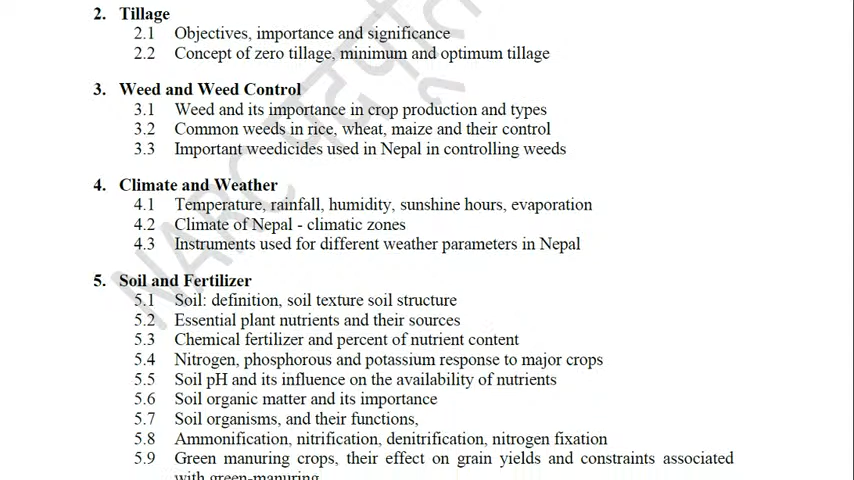 2. Tillage
2.1 Objectives, importance and significance
2.2 Concept of zero tillage, minimum and optimum tillage
3. Weed and Weed Control
3.1 Weed and its importance in crop production and types
3.2 Common weeds in rice, wheat, maize and their control
3.3 Important weedicides used in Nepal in controlling weeds
4. Climate and Weather
4.1 Temperature, rainfall, humidity, sunshine hours, evaporation
4.2 Climate of Nepal - climatic zones
4.3 Instruments used for different weather parameters in Nepal
5. Soil and Fertilizer
5.1 Soil: definition, soil texture soil structure
5.2 Essential plant nutrients and their sources
5.3 Chemical fertilizer and percent of nutrient content
5.4 Nitrogen, phosphorous and potassium response to major crops
5.5 Soil pH and its influence on the availability of nutrients
5.6 Soil organic matter and its importance
5.7 Soil organisms, and their functions,
5.8 Ammonification, nitrification, denitrification, nitrogen fixation
5.9 Green manuring crops, their effect on grain yields and constraints associated
with green-manuring
NARC